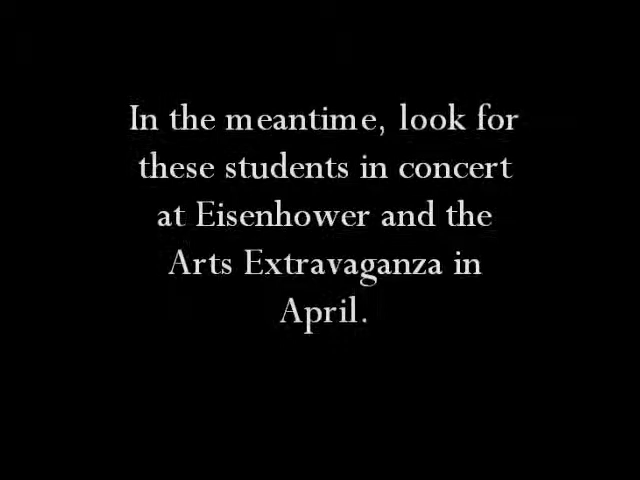 In the meantime, look for
these students in concert
at Eisenhower and the
Arts Extravaganza in
April.